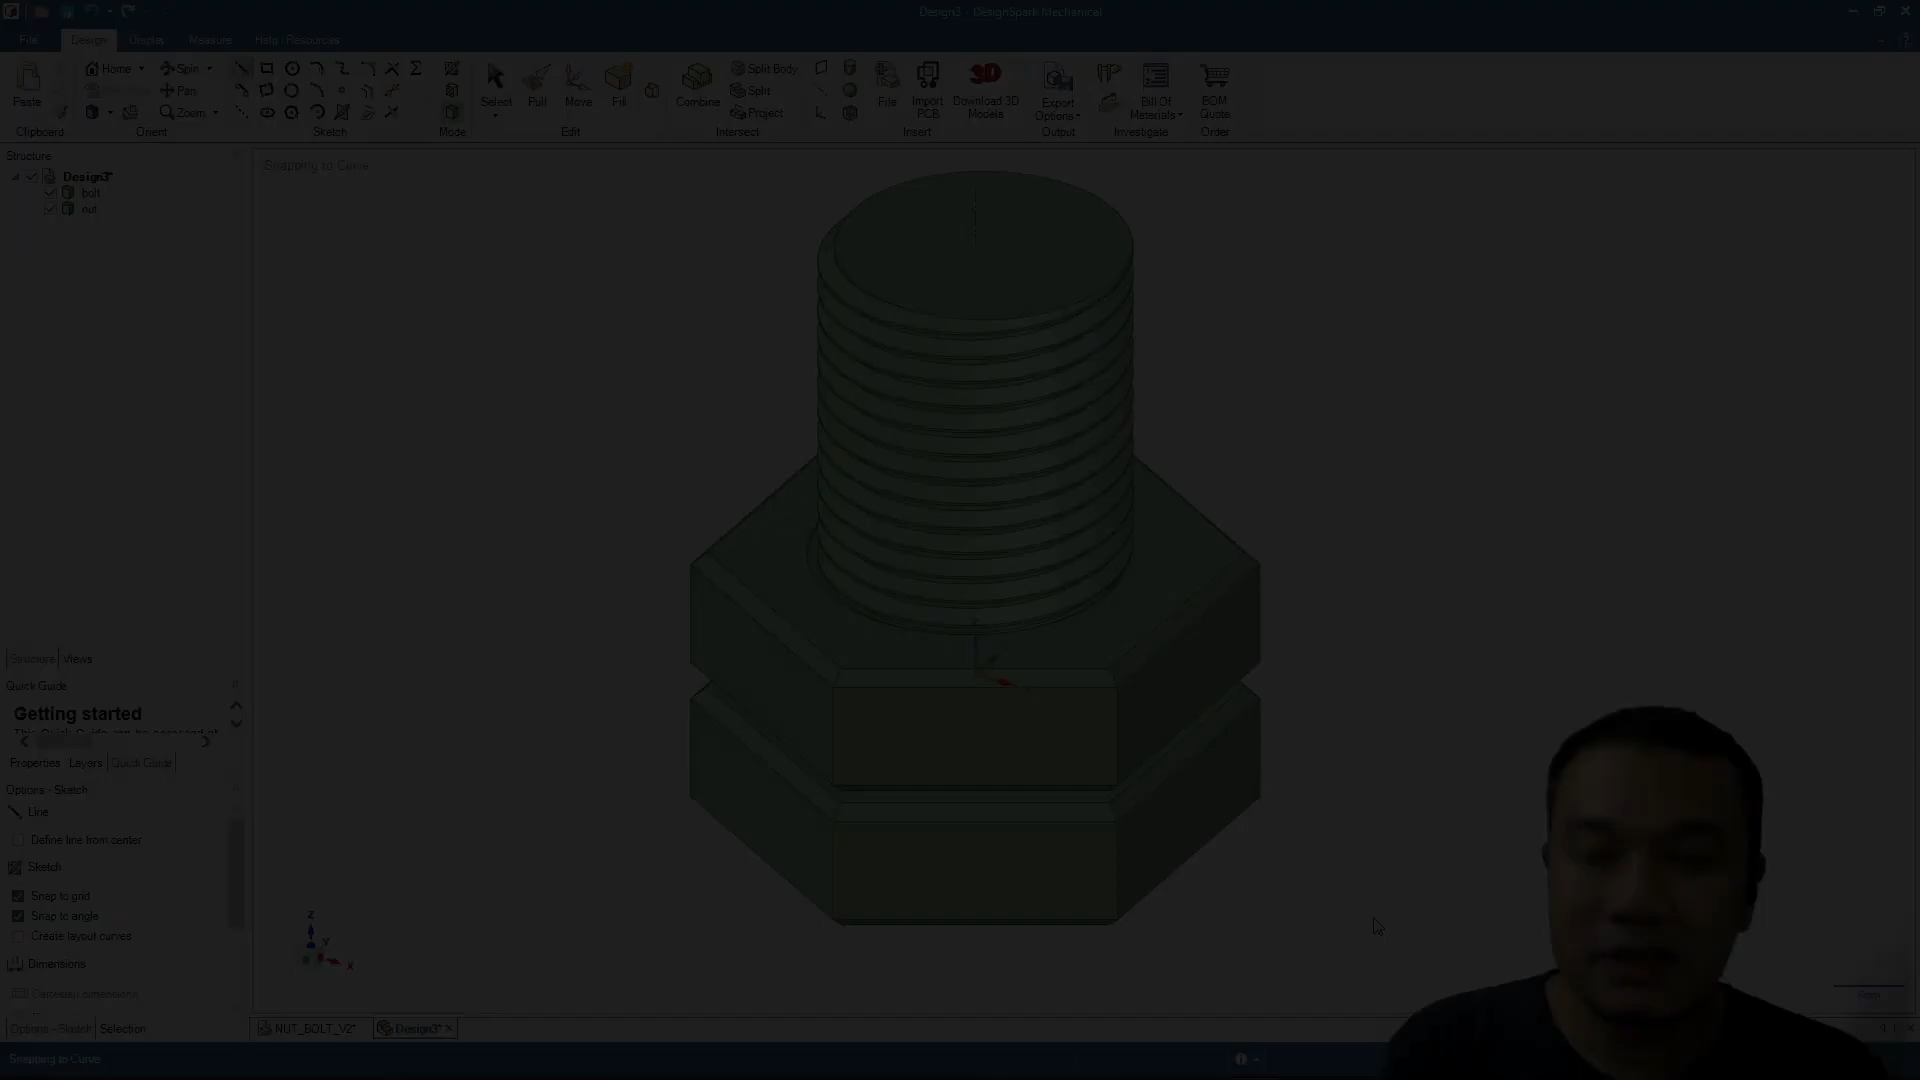 Design3 - DesignSpark Mechanical
File Design Display Measure Help | Resources
Home Spin Split Body
Pan Split
Zoom Project
Paste Select Pull Move Fill Combine File Import PCB Download 3D Models Export Options Bill Of Materials BOM Quote
Clipboard Orient Sketch Mode Edit Intersect Insert Output Investigate Order
Structure
Snapping to Curve
Design3*
bolt
nut
Structure Views
Quick Guide
Getting started
Properties Layers Quick Guide
Options - Sketch
Line
Define line from center
Sketch
Snap to grid
Snap to angle
Create layout curves
Dimensions
Cartesian dimensions
Z
Y
X
Options - Sketch Selection
NUT_BOLT_V2* Design3*
Snapping to Curve